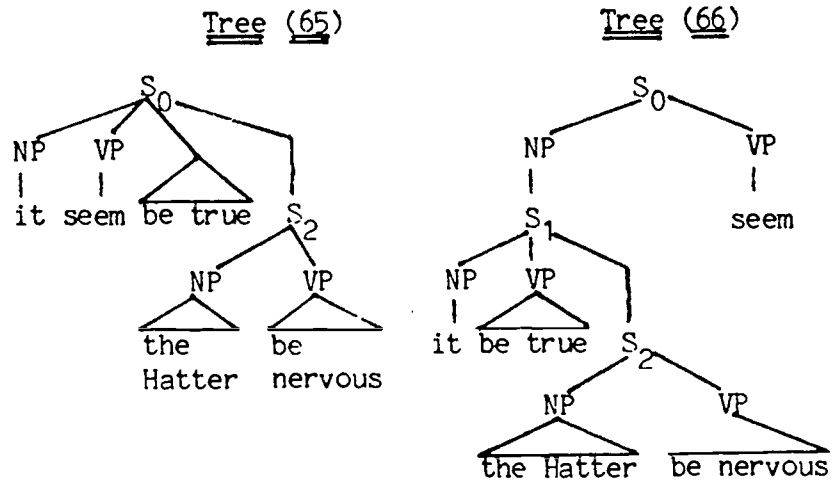 Tree (65) Tree (66)
S0 S0
NP VP NP VP
it seem be true S2 S1 seem
NP VP NP VP
the be it be true S2
Hatter nervous
NP VP
the Hatter be nervous